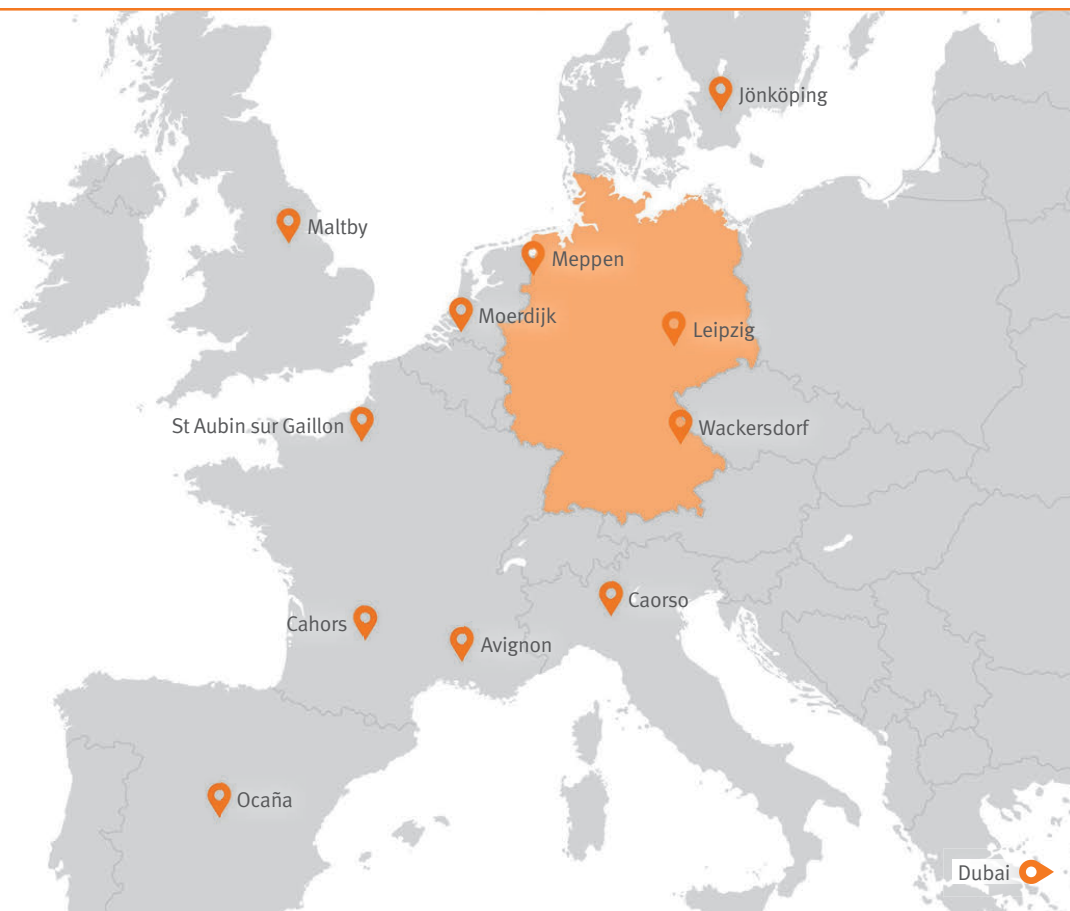 Jönköping
Maltby
Meppen
Moerdijk
Leipzig
St Aubin sur Gaillon
Wackersdorf
Caorso
Cahors
Avignon
Ocaña
Dubai